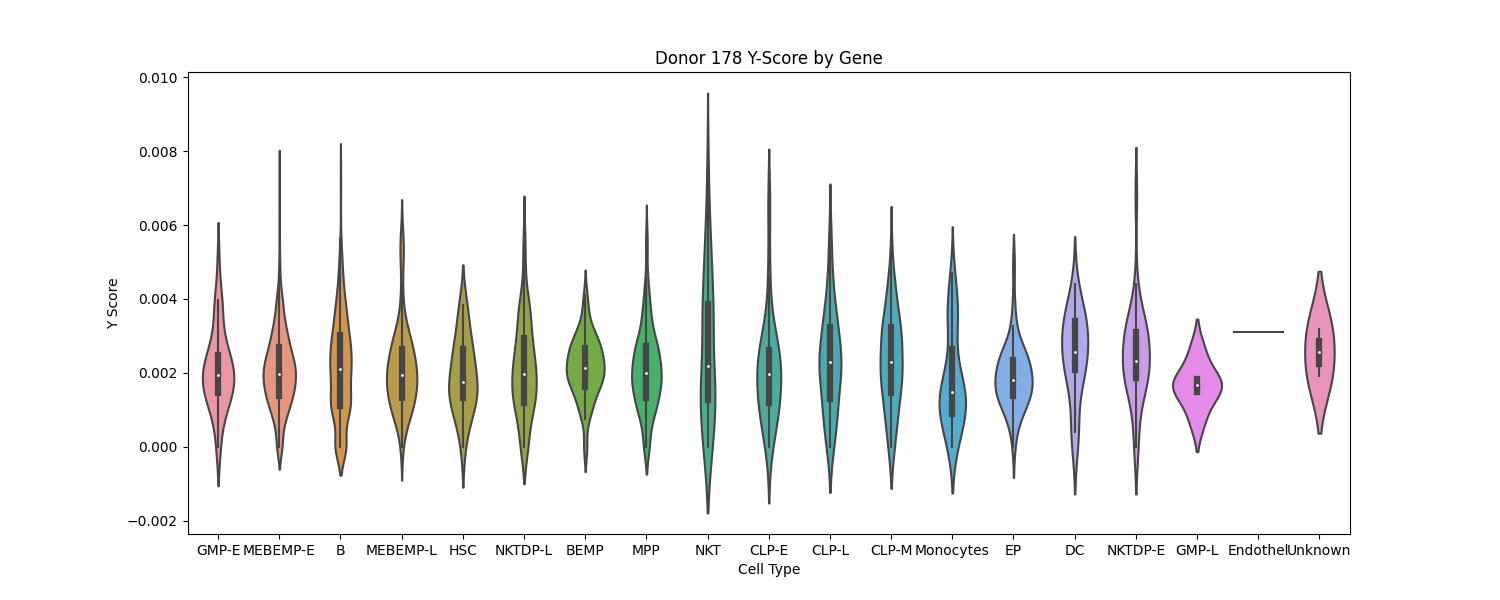 Donor 178 Y-Score by Gene
Y Score
0.010
0.008
0.006
0.004
0.002
0.000
−0.002
GMP-E MEBEMP-E B MEBEMP-L HSC NKTDP-L BEMP MPP NKT CLP-E CLP-L CLP-M Monocytes EP DC NKTDP-E GMP-L Endothel Unknown
Cell Type